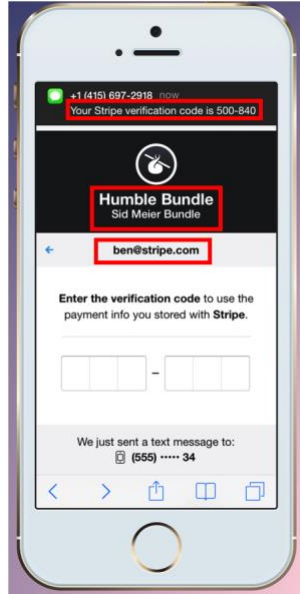 +1 (415) 697-2918 now
Your Stripe verification code is 500-840
Humble Bundle
Sid Meier Bundle
ben@stripe.com
Enter the verification code to use the
payment info you stored with Stripe.
–
We just sent a text message to:
(555) ••••• 34